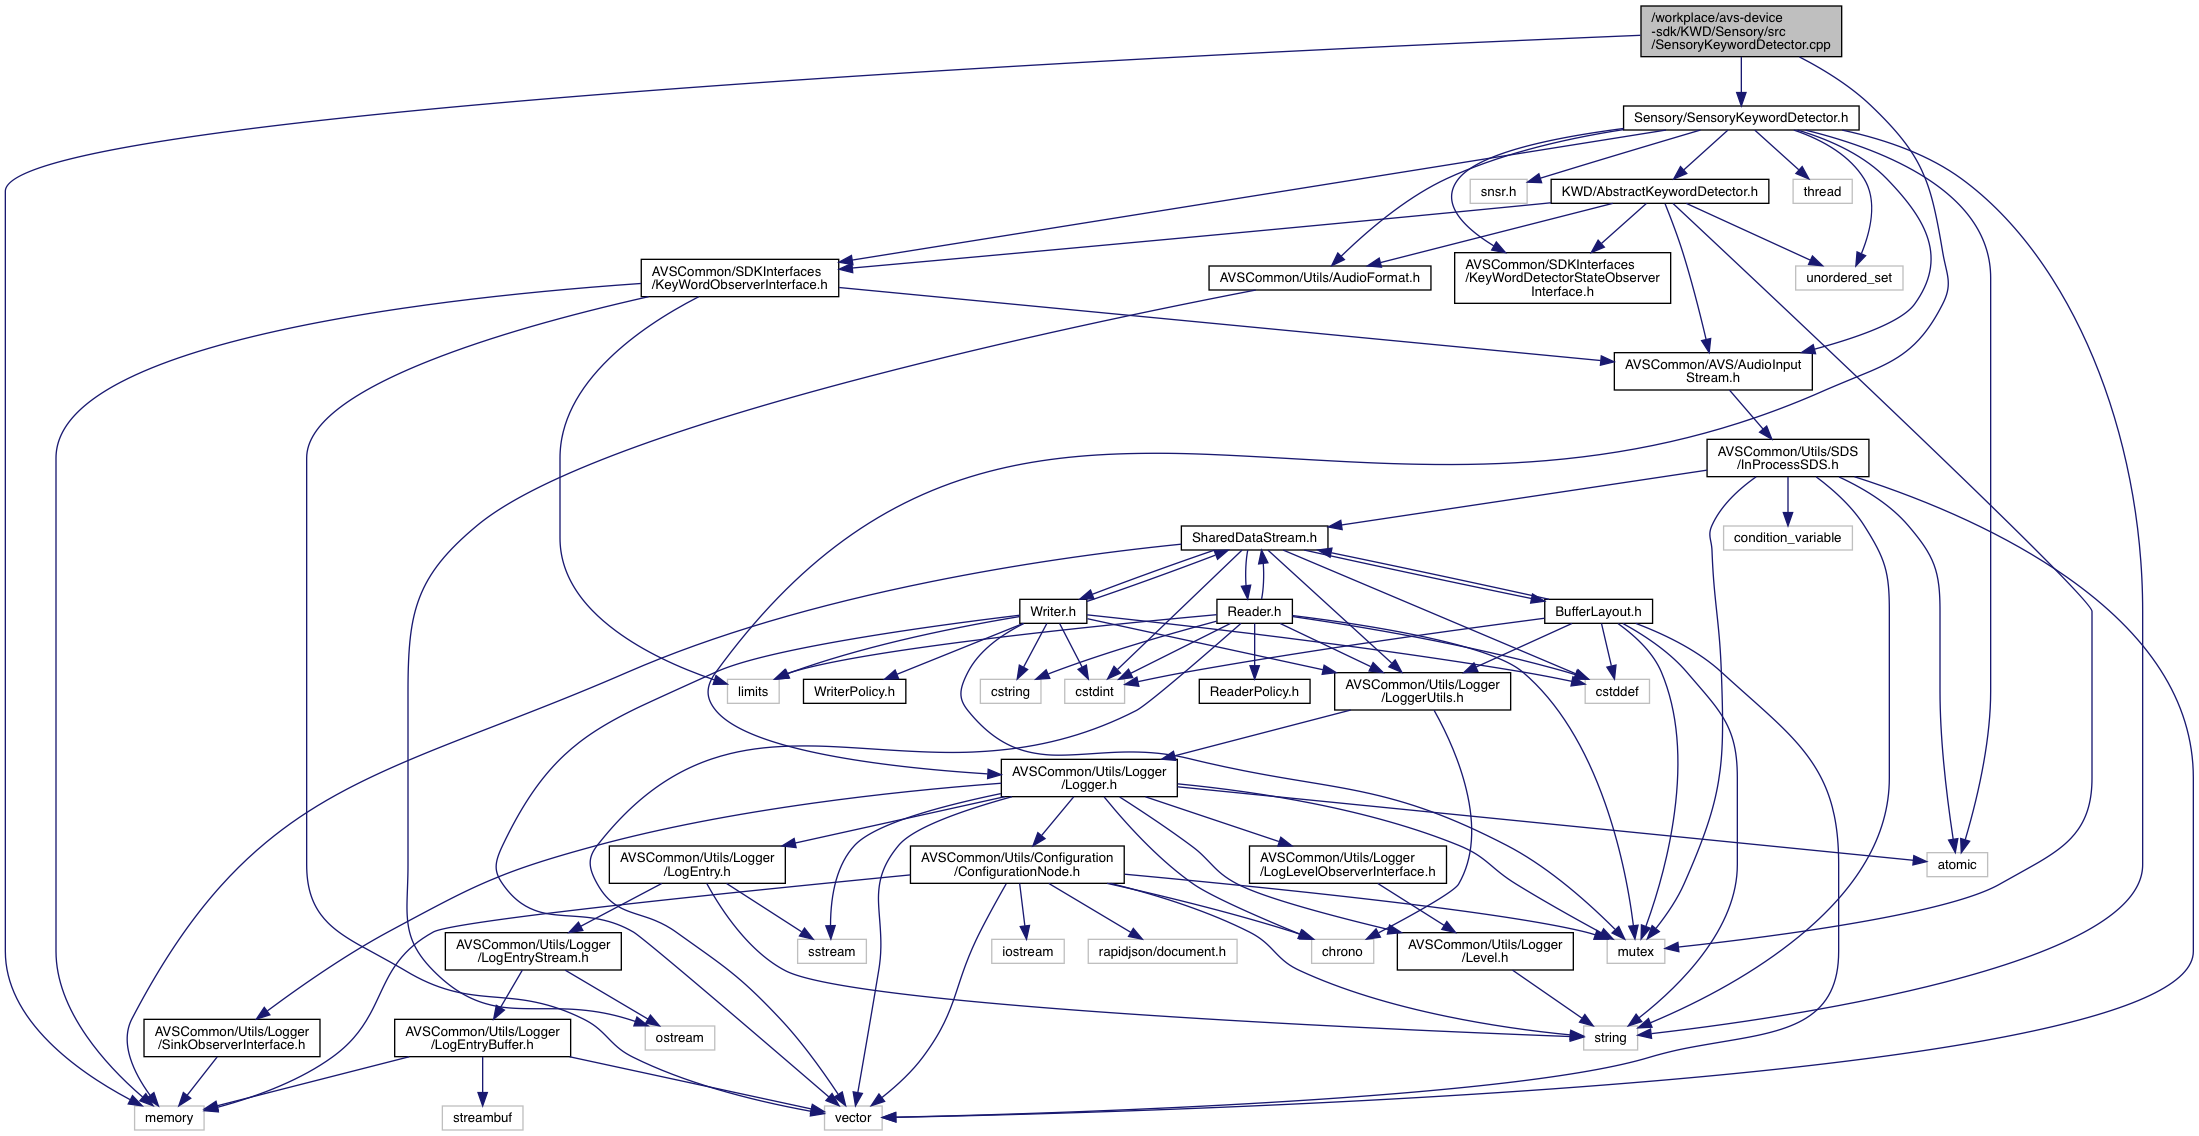 /workplace/avs-device
-sdk/KWD/Sensory/src
/SensoryKeywordDetector.cpp
Sensory/SensoryKeywordDetector.h
snsr.h
KWD/AbstractKeywordDetector.h
thread
AVSCommon/SDKInterfaces
/KeyWordObserverInterface.h
AVSCommon/Utils/AudioFormat.h
AVSCommon/SDKInterfaces
/KeyWordDetectorStateObserver
Interface.h
unordered_set
AVSCommon/AVS/AudioInput
Stream.h
AVSCommon/Utils/SDS
/InProcessSDS.h
SharedDataStream.h
condition_variable
Writer.h
Reader.h
BufferLayout.h
limits
WriterPolicy.h
cstring
cstdint
ReaderPolicy.h
AVSCommon/Utils/Logger
/LoggerUtils.h
cstddef
AVSCommon/Utils/Logger
/Logger.h
AVSCommon/Utils/Logger
/LogEntry.h
AVSCommon/Utils/Configuration
/ConfigurationNode.h
AVSCommon/Utils/Logger
/LogLevelObserverInterface.h
atomic
AVSCommon/Utils/Logger
/LogEntryStream.h
sstream
iostream
rapidjson/document.h
chrono
AVSCommon/Utils/Logger
/Level.h
mutex
AVSCommon/Utils/Logger
/SinkObserverInterface.h
AVSCommon/Utils/Logger
/LogEntryBuffer.h
ostream
string
memory
streambuf
vector